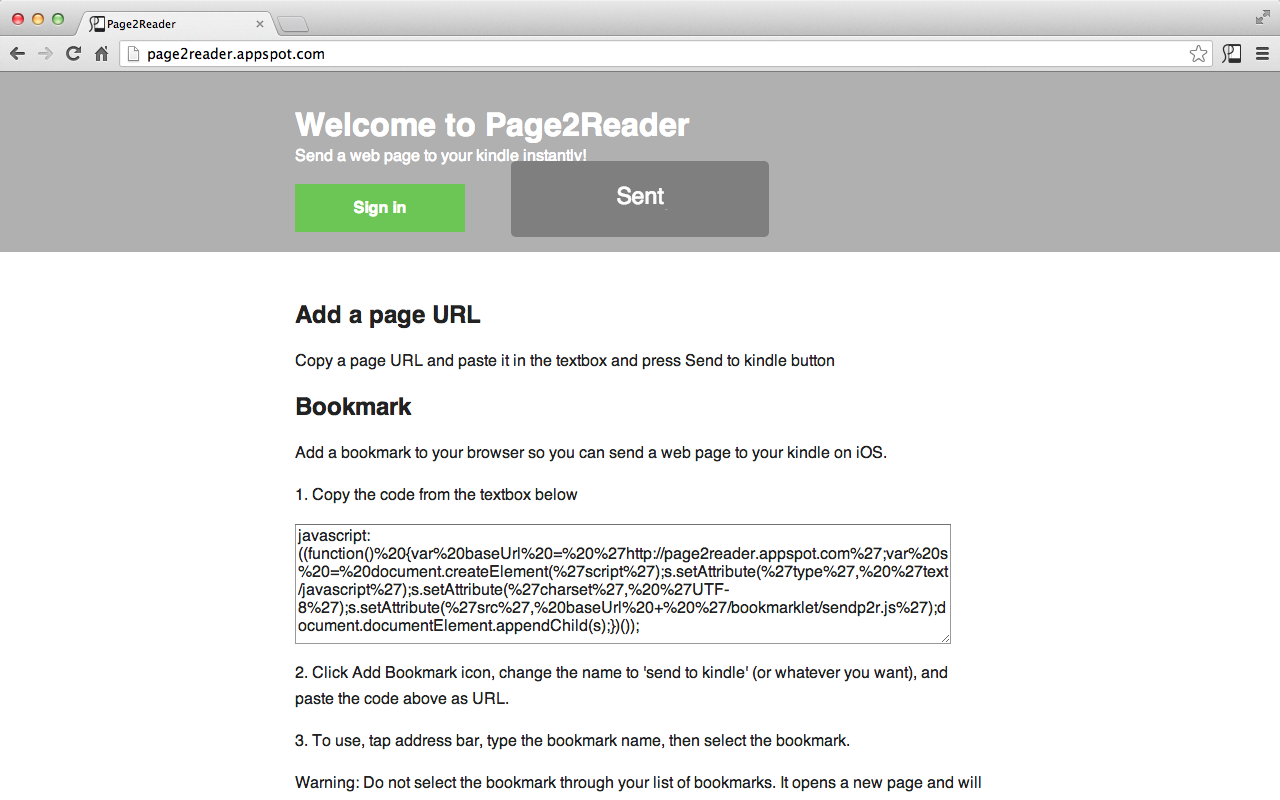 Page2Reader
page2reader.appspot.com
Welcome to Page2Reader
Send a web page to your kindle instantly!
Sign in
Sent
Add a page URL
Copy a page URL and paste it in the textbox and press Send to kindle button
Bookmark
Add a bookmark to your browser so you can send a web page to your kindle on iOS.
1. Copy the code from the textbox below
javascript:
((function()%20{var%20baseUrl%20=%20%27http://page2reader.appspot.com%27;var%20s
%20=%20document.createElement(%27script%27);s.setAttribute(%27type%27,%20%27text
/javascript%27);s.setAttribute(%27charset%27,%20%27UTF-
8%27);s.setAttribute(%27src%27,%20baseUrl%20+%20%27/bookmarklet/sendp2r.js%27);d
ocument.documentElement.appendChild(s);})());
2. Click Add Bookmark icon, change the name to 'send to kindle' (or whatever you want), and
paste the code above as URL.
3. To use, tap address bar, type the bookmark name, then select the bookmark.
Warning: Do not select the bookmark through your list of bookmarks. It opens a new page and will